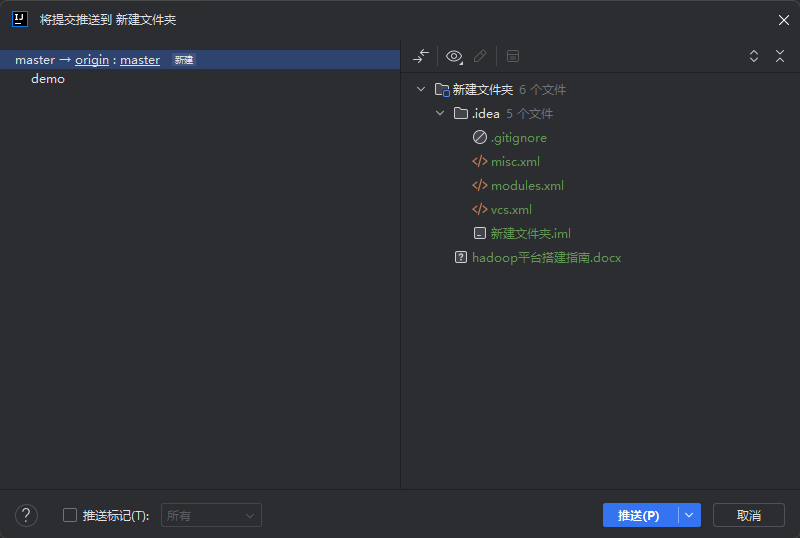 将提交推送到 新建文件夹
master → origin : master 新建
demo
新建文件夹 6 个文件
.idea 5 个文件
.gitignore
misc.xml
modules.xml
vcs.xml
新建文件夹.iml
hadoop平台搭建指南.docx
推送标记(T): 所有
推送(P)
取消